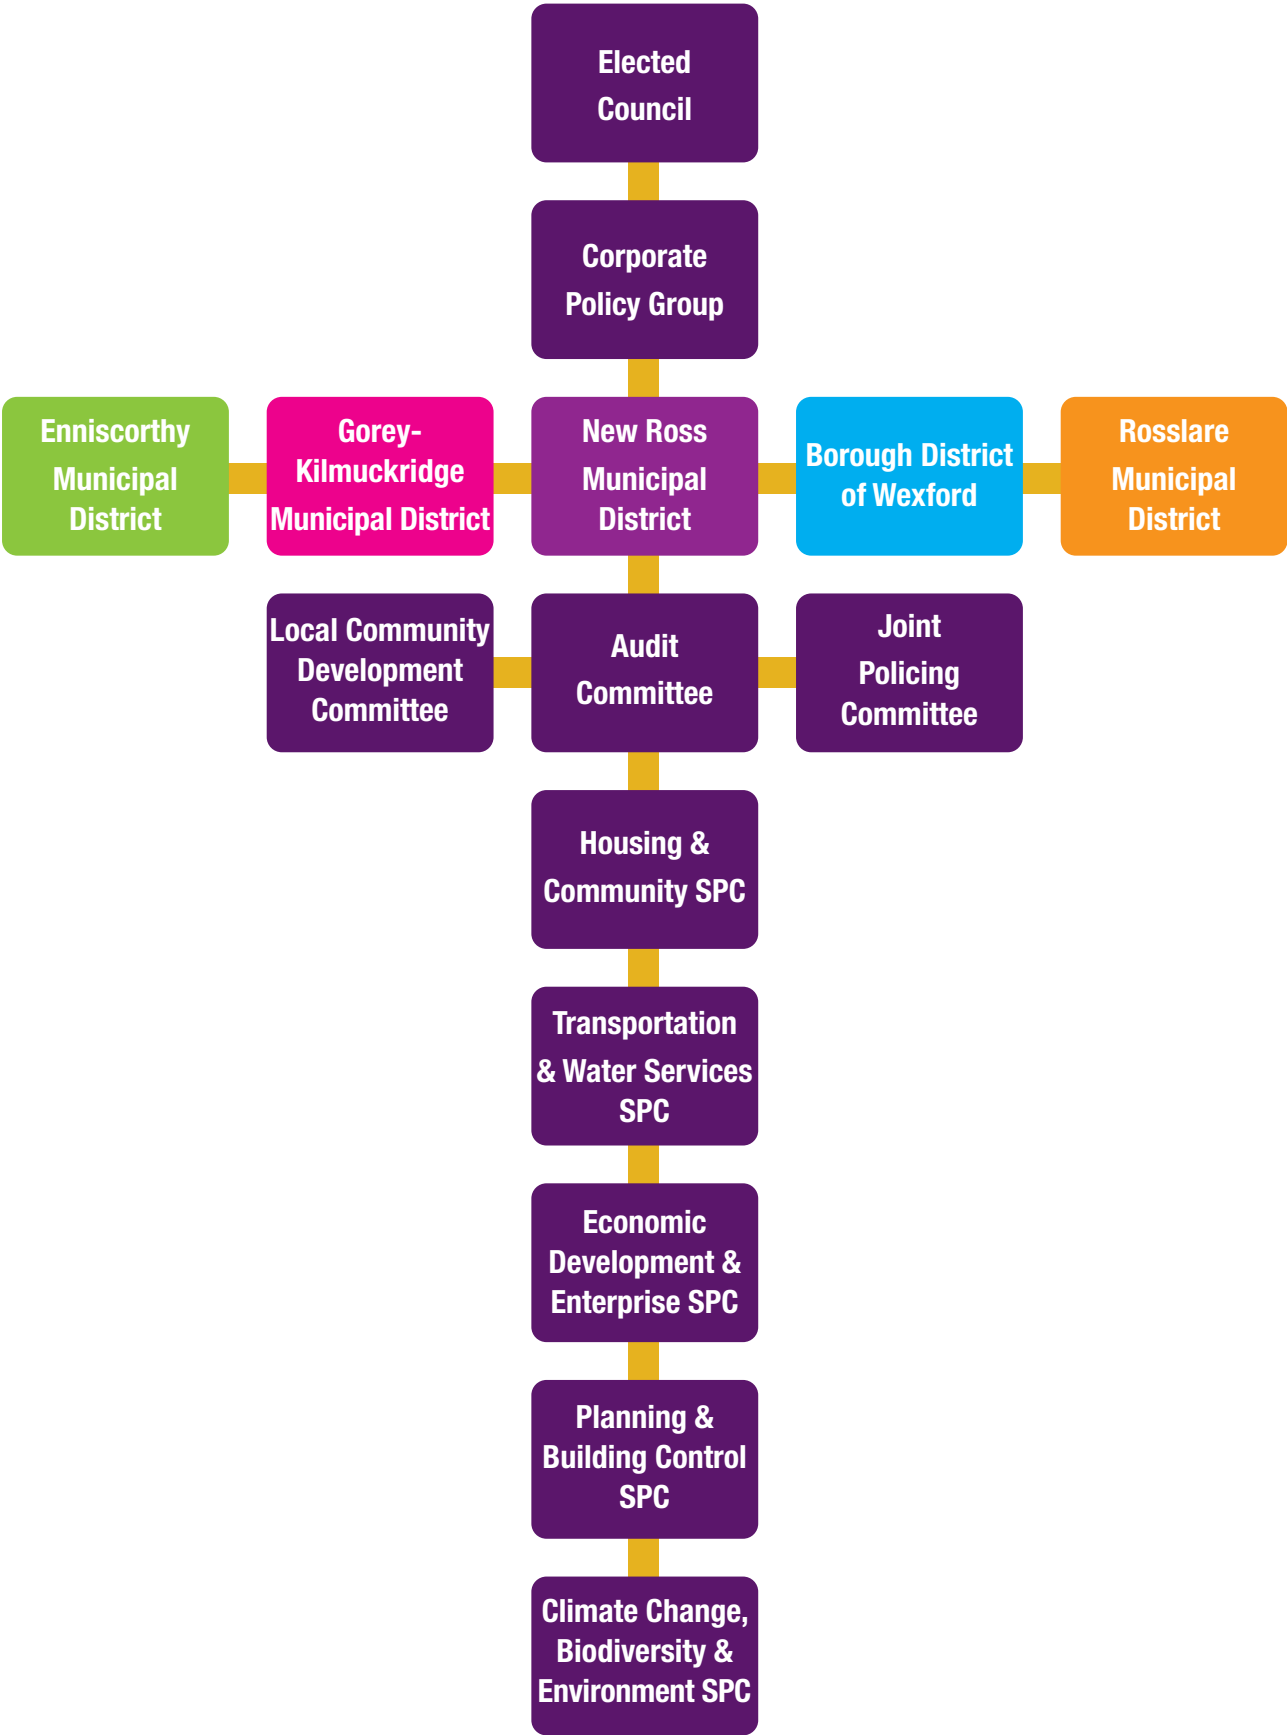 Elected
Council
Corporate
Policy Group
Enniscorthy
Municipal
District
Gorey-
Kilmuckridge
Municipal District
New Ross
Municipal
District
Borough District
of Wexford
Rosslare
Municipal
District
Local Community
Development
Committee
Audit
Committee
Joint
Policing
Committee
Housing &
Community SPC
Transportation
& Water Services
SPC
Economic
Development &
Enterprise SPC
Planning &
Building Control
SPC
Climate Change,
Biodiversity &
Environment SPC